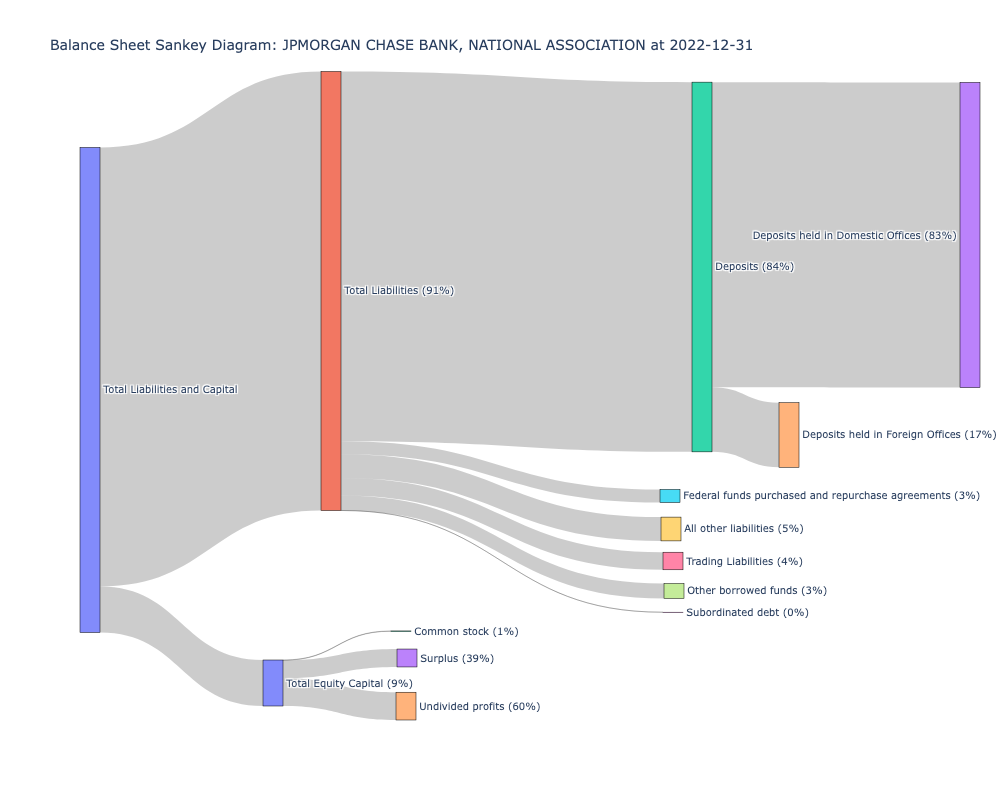 Balance Sheet Sankey Diagram: JPMORGAN CHASE BANK, NATIONAL ASSOCIATION at 2022-12-31
Deposits held in Domestic Offices (83%)
Deposits (84%)
Total Liabilities (91%)
Total Liabilities and Capital
Deposits held in Foreign Offices (17%)
Federal funds purchased and repurchase agreements (3%)
All other liabilities (5%)
Trading Liabilities (4%)
Other borrowed funds (3%)
Subordinated debt (0%)
Common stock (1%)
Surplus (39%)
Total Equity Capital (9%)
Undivided profits (60%)